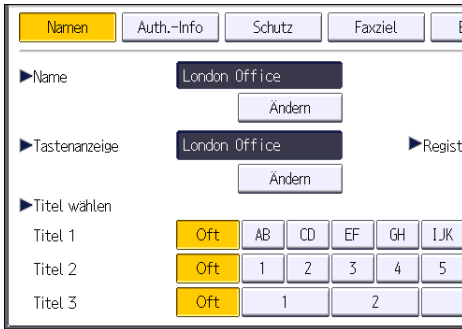 Namen Auth.-Info Schutz Faxziel
▶Name London Office
Ändern
▶Tastenanzeige London Office ▶Regist
Ändern
▶Titel wählen
Titel 1 Oft AB CD EF GH IJK
Titel 2 Oft 1 2 3 4 5
Titel 3 Oft 1 2